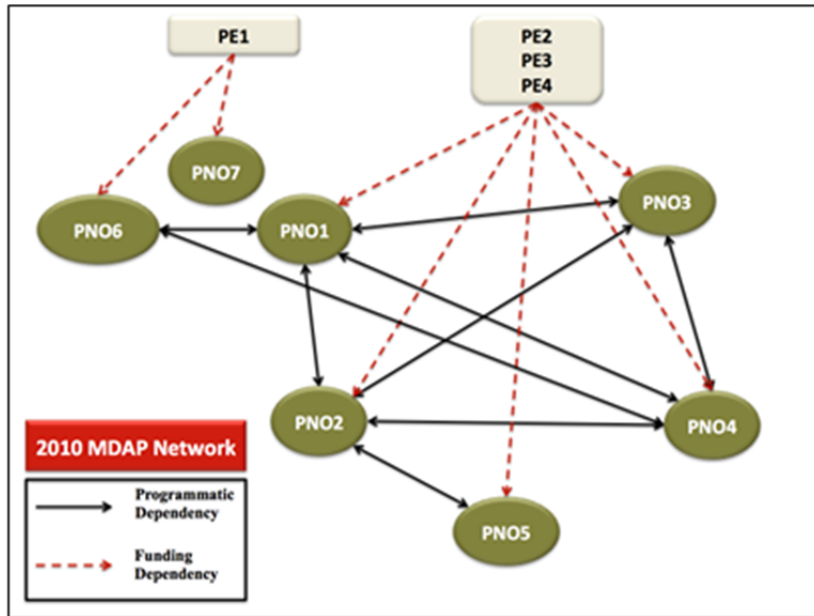 PE1
PE2
PE3
PE4
PNO7
PNO3
PNO6
PNO1
PNO2
PNO4
PNO5
2010 MDAP Network
Programmatic
Dependency
Funding
Dependency